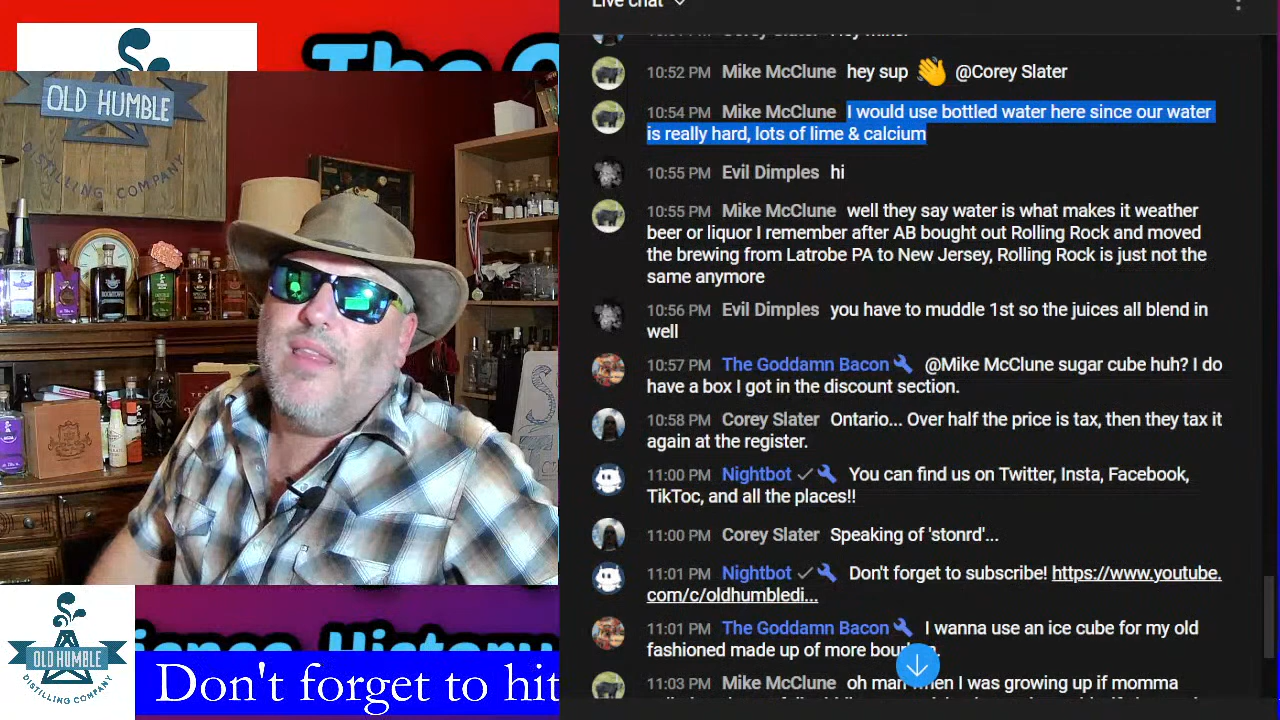 Live chat
10:52 PM Mike McClune hey sup 👋 @Corey Slater
10:54 PM Mike McClune I would use bottled water here since our water
is really hard, lots of lime & calcium
10:55 PM Evil Dimples hi
10:55 PM Mike McClune well they say water is what makes it weather
beer or liquor I remember after AB bought out Rolling Rock and moved
the brewing from Latrobe PA to New Jersey, Rolling Rock is just not the
same anymore
10:56 PM Evil Dimples you have to muddle 1st so the juices all blend in
well
10:57 PM The Goddamn Bacon @Mike McClune sugar cube huh? I do
have a box I got in the discount section.
10:58 PM Corey Slater Ontario... Over half the price is tax, then they tax it
again at the register.
11:00 PM Nightbot You can find us on Twitter, Insta, Facebook,
TikToc, and all the places!!
11:00 PM Corey Slater Speaking of 'stonrd'...
11:01 PM Nightbot Don't forget to subscribe! https://www.youtube.
com/c/oldhumbledi...
11:01 PM The Goddamn Bacon I wanna use an ice cube for my old
fashioned made up of more
11:03 PM Mike McClune oh man when I was growing up if momma
OLD HUMBLE
DISTILLING COMPANY
The
History
OLD HUMBLE
DISTILLING COMPANY
Don't forget to hit